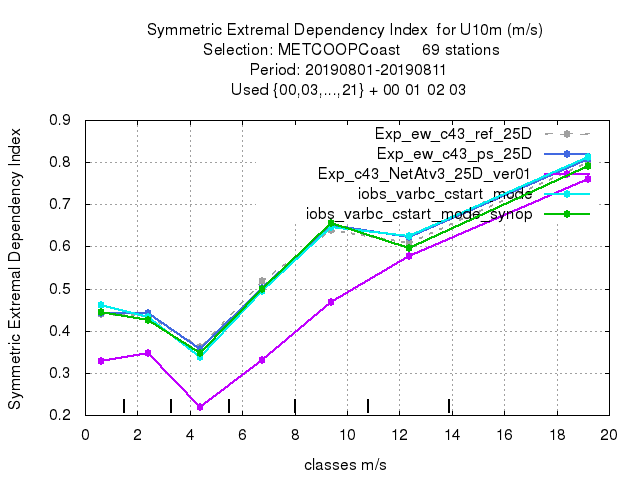 Symmetric Extremal Dependency Index  for U10m (m/s)
Selection: METCOOPCoast     69 stations
Period: 20190801-20190811
Used {00,03,...,21} + 00 01 02 03
Symmetric Extremal Dependency Index
0.9
0.8
0.7
0.6
0.5
0.4
0.3
0.2
Exp_ew_c43_ref_25D
Exp_ew_c43_ps_25D
Exp_c43_NetAtv3_25D_ver01
iobs_varbc_cstart_mode
iobs_varbc_cstart_mode_synop
0 2 4 6 8 10 12 14 16 18 20
classes m/s